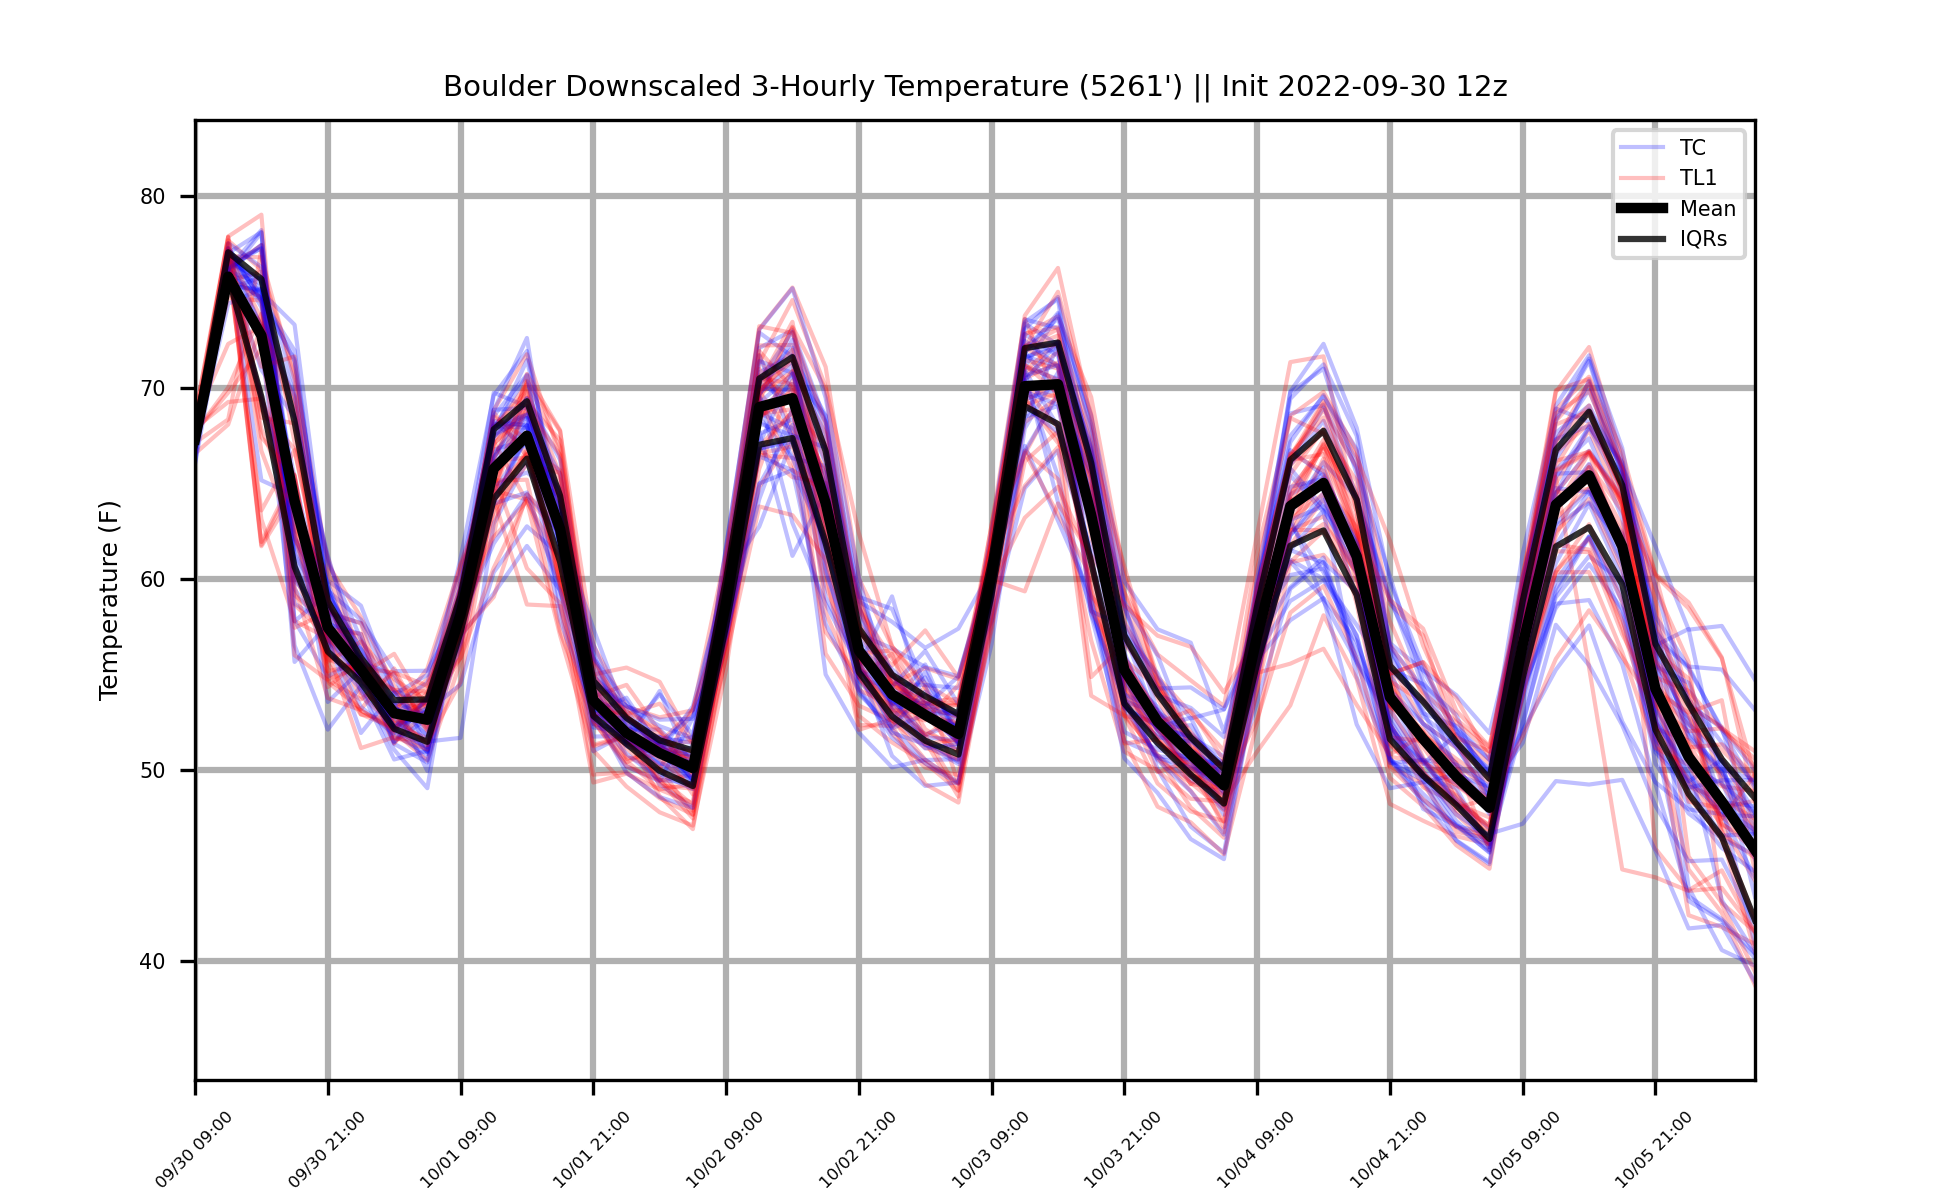 Boulder Downscaled 3-Hourly Temperature (5261') || Init 2022-09-30 12z
TC
TL1
Mean
IQRs
Temperature (F)
80
70
60
50
40
09/30 09:00
09/30 21:00
10/01 09:00
10/01 21:00
10/02 09:00
10/02 21:00
10/03 09:00
10/03 21:00
10/04 09:00
10/04 21:00
10/05 09:00
10/05 21:00